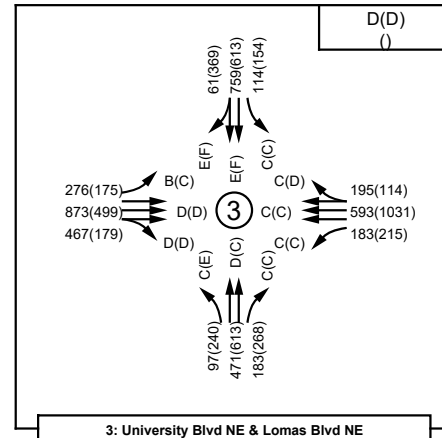 D(D)
()
61(369)
759(613)
114(154)
E(F)
E(F)
C(C)
276(175)
873(499)
467(179)
B(C)
D(D)
D(D)
3
C(D)
C(C)
C(C)
195(114)
593(1031)
183(215)
C(E)
D(C)
C(C)
97(240)
471(613)
183(268)
3: University Blvd NE & Lomas Blvd NE